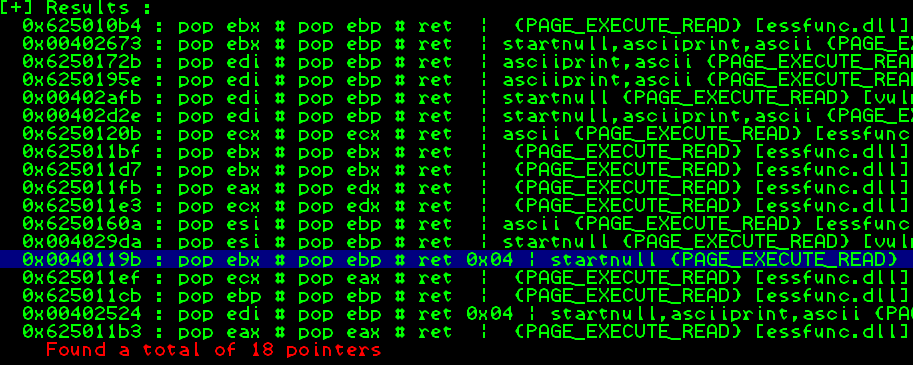 [+] Results :
0x625010b4 : pop ebx # pop ebp # ret | {PAGE_EXECUTE_READ} [essfunc.dll]
0x00402673 : pop ebx # pop ebp # ret | startnull,asciiprint,ascii {PAGE_EX
0x6250172b : pop edi # pop ebp # ret | asciiprint,ascii {PAGE_EXECUTE_REA
0x6250195e : pop edi # pop ebp # ret | asciiprint,ascii {PAGE_EXECUTE_REA
0x00402afb : pop edi # pop ebp # ret | startnull {PAGE_EXECUTE_READ} [vul
0x00402d2e : pop edi # pop ebp # ret | startnull,asciiprint,ascii {PAGE_E
0x6250120b : pop ecx # pop ecx # ret | ascii {PAGE_EXECUTE_READ} [essfunc
0x625011bf : pop ebx # pop ebx # ret | {PAGE_EXECUTE_READ} [essfunc.dll]
0x625011d7 : pop ebx # pop ebx # ret | {PAGE_EXECUTE_READ} [essfunc.dll]
0x625011fb : pop eax # pop edx # ret | {PAGE_EXECUTE_READ} [essfunc.dll]
0x625011e3 : pop ecx # pop edx # ret | {PAGE_EXECUTE_READ} [essfunc.dll]
0x6250160a : pop esi # pop ebp # ret | ascii {PAGE_EXECUTE_READ} [essfunc
0x004029da : pop esi # pop ebp # ret | startnull {PAGE_EXECUTE_READ} [vul
0x0040119b : pop ebx # pop ebp # ret 0x04 | startnull {PAGE_EXECUTE_READ}
0x625011ef : pop ecx # pop eax # ret | {PAGE_EXECUTE_READ} [essfunc.dll]
0x625011cb : pop ebp # pop ebp # ret | {PAGE_EXECUTE_READ} [essfunc.dll]
0x00402524 : pop edi # pop ebp # ret 0x04 | startnull,asciiprint,ascii {PA
0x625011b3 : pop eax # pop eax # ret | {PAGE_EXECUTE_READ} [essfunc.dll]
Found a total of 18 pointers